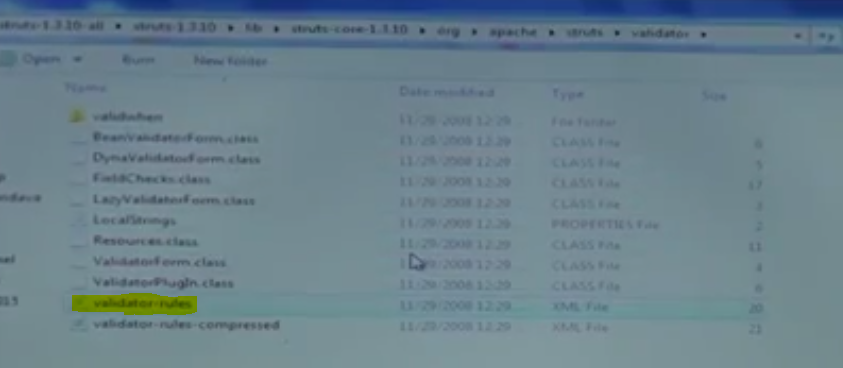 struts-1.3.10-all ▸ struts-1.3.10 ▸ lib ▸ struts-core-1.3.10 ▸ org ▸ apache ▸ struts ▸ validator ▸
Open Burn New folder
Name Date modified Type Size
validwhen 11/29/2008 12:29... File folder
BeanValidatorForm.class 11/29/2008 12:29... CLASS File 6
DynaValidatorForm.class 11/29/2008 12:29... CLASS File 5
FieldChecks.class 11/29/2008 12:29... CLASS File 17
LazyValidatorForm.class 11/29/2008 12:29... CLASS File 3
LocalStrings 11/29/2008 12:29... PROPERTIES File 2
Resources.class 11/29/2008 12:29... CLASS File 11
ValidatorForm.class 11/29/2008 12:29... CLASS File 4
ValidatorPlugIn.class 11/29/2008 12:29... CLASS File 6
validator-rules 11/29/2008 12:29... XML File 20
validator-rules-compressed 11/29/2008 12:29... XML File 21